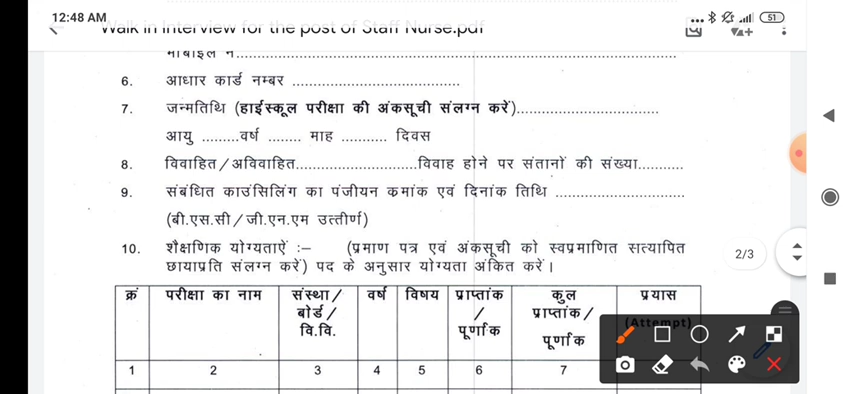 12:48 AM
51
Walk in Interview for the post of Staff Nurse.pdf
मोबाईल नं..............................................................................
6. आधार कार्ड नम्बर ..........................................
7. जन्मतिथि (हाईस्कूल परीक्षा की अंकसूची संलग्न करें)...................................
आयु .........वर्ष ........ माह ........... दिवस
8. विवाहित/अविवाहित..............................विवाह होने पर संतानों की संख्या...........
9. संबंधित काउंसिलिंग का पंजीयन कमांक एवं दिनांक तिथि ................................
(बी.एस.सी/जी.एन.एम उत्तीर्ण)
10. शैक्षणिक योग्यताऐं :– (प्रमाण पत्र एवं अंकसूची को स्वप्रमाणित सत्यापित
छायाप्रति संलग्न करें) पद के अनुसार योग्यता अंकित करें।
2/3
क्रं परीक्षा का नाम संस्था/ बोर्ड/ वि.वि. वर्ष विषय प्राप्तांक / पूर्णांक कुल प्राप्तांक/ पूर्णांक प्रयास (Attempt)
1 2 3 4 5 6 7